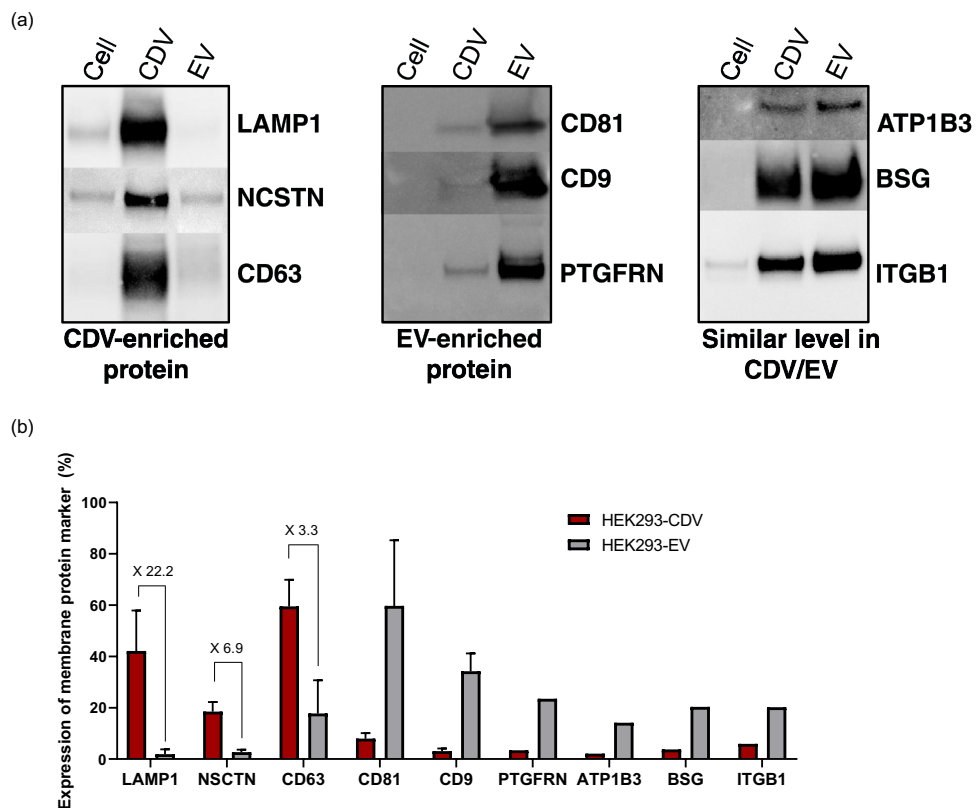 (a)
Cell CDV EV
LAMP1
NCSTN
CD63
CDV-enriched
protein
Cell CDV EV
CD81
CD9
PTGFRN
EV-enriched
protein
Cell CDV EV
ATP1B3
BSG
ITGB1
Similar level in
CDV/EV
(b)
Expression of membrane protein marker (%)
100
80
60
40
20
0
X 22.2
X 6.9
X 3.3
HEK293-CDV
HEK293-EV
LAMP1 NSCTN CD63 CD81 CD9 PTGFRN ATP1B3 BSG ITGB1